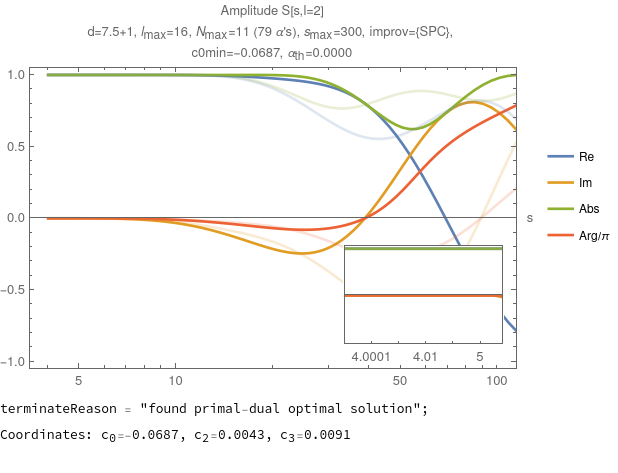 Amplitude S[s,l=2]
d=7.5+1, lmax=16, Nmax=11 (79 α's), smax=300, improv={SPC},
c0min=−0.0687, αth=0.0000
1.0
0.5
0.0
−0.5
−1.0
s
Re
Im
Abs
Arg/π
4.0001 4.01 5
5 10 50 100
terminateReason = "found primal-dual optimal solution";
Coordinates: c0=-0.0687, c2=0.0043, c3=0.0091